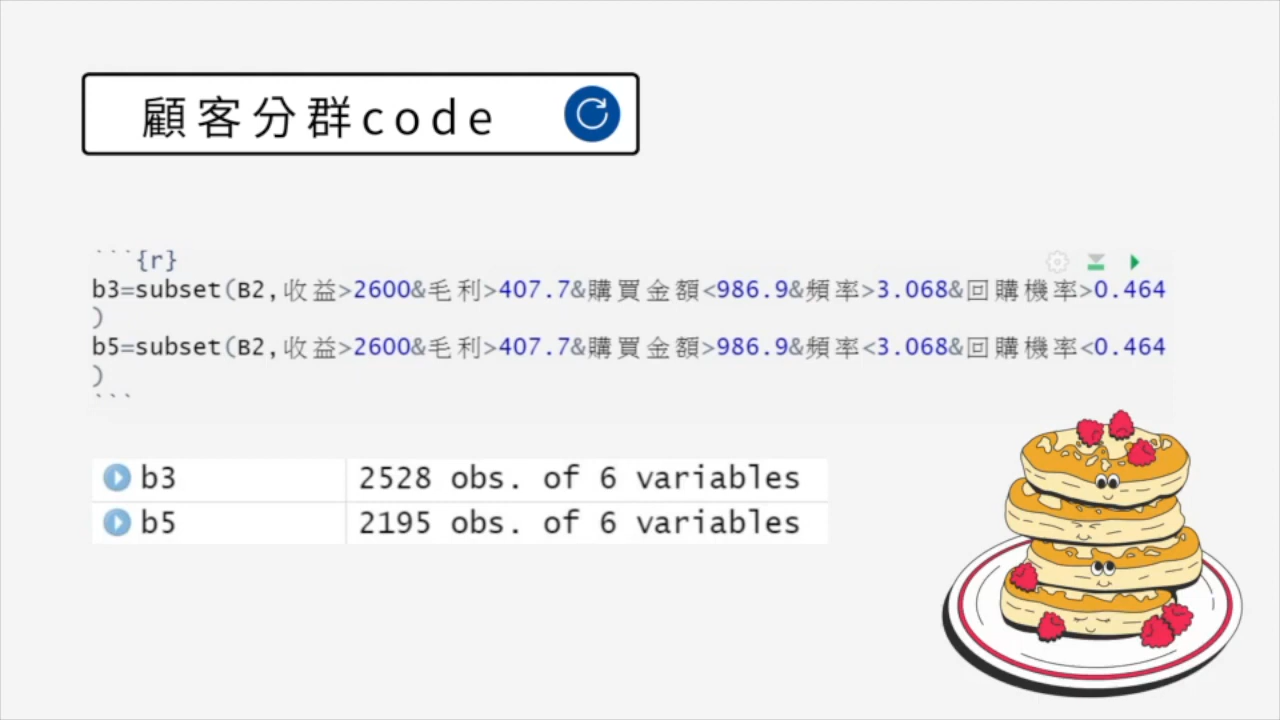 顧客分群code
```{r}
b3=subset(B2,收益>2600&毛利>407.7&購買金額<986.9&頻率>3.068&回購機率>0.464
)
b5=subset(B2,收益>2600&毛利>407.7&購買金額>986.9&頻率<3.068&回購機率<0.464
)
```
b3 2528 obs. of 6 variables
b5 2195 obs. of 6 variables